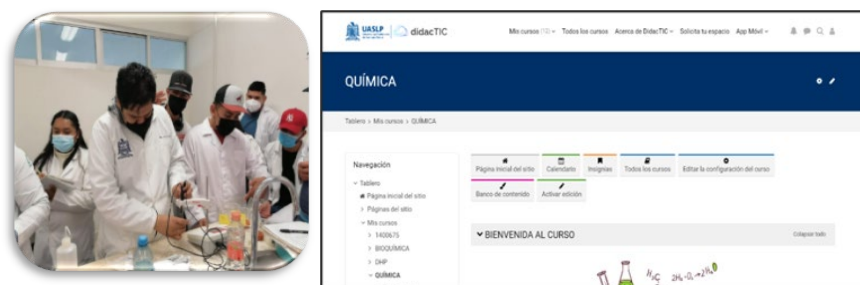 UASLP
didacTIC
Mis cursos
Todos los cursos
Acerca de DidacTIC
Solicita tu espacio
App Móvil
QUÍMICA
Tablero > Mis cursos > QUÍMICA
Navegación
Tablero
Página inicial del sitio
Páginas del sitio
Mis cursos
1400675
BIOQUÍMICA
DHP
QUÍMICA
Página inicial del sitio
Calendario
Insignias
Todos los cursos
Editar la configuración del curso
Banco de contenido
Activar edición
BIENVENIDA AL CURSO
Colapsar todo